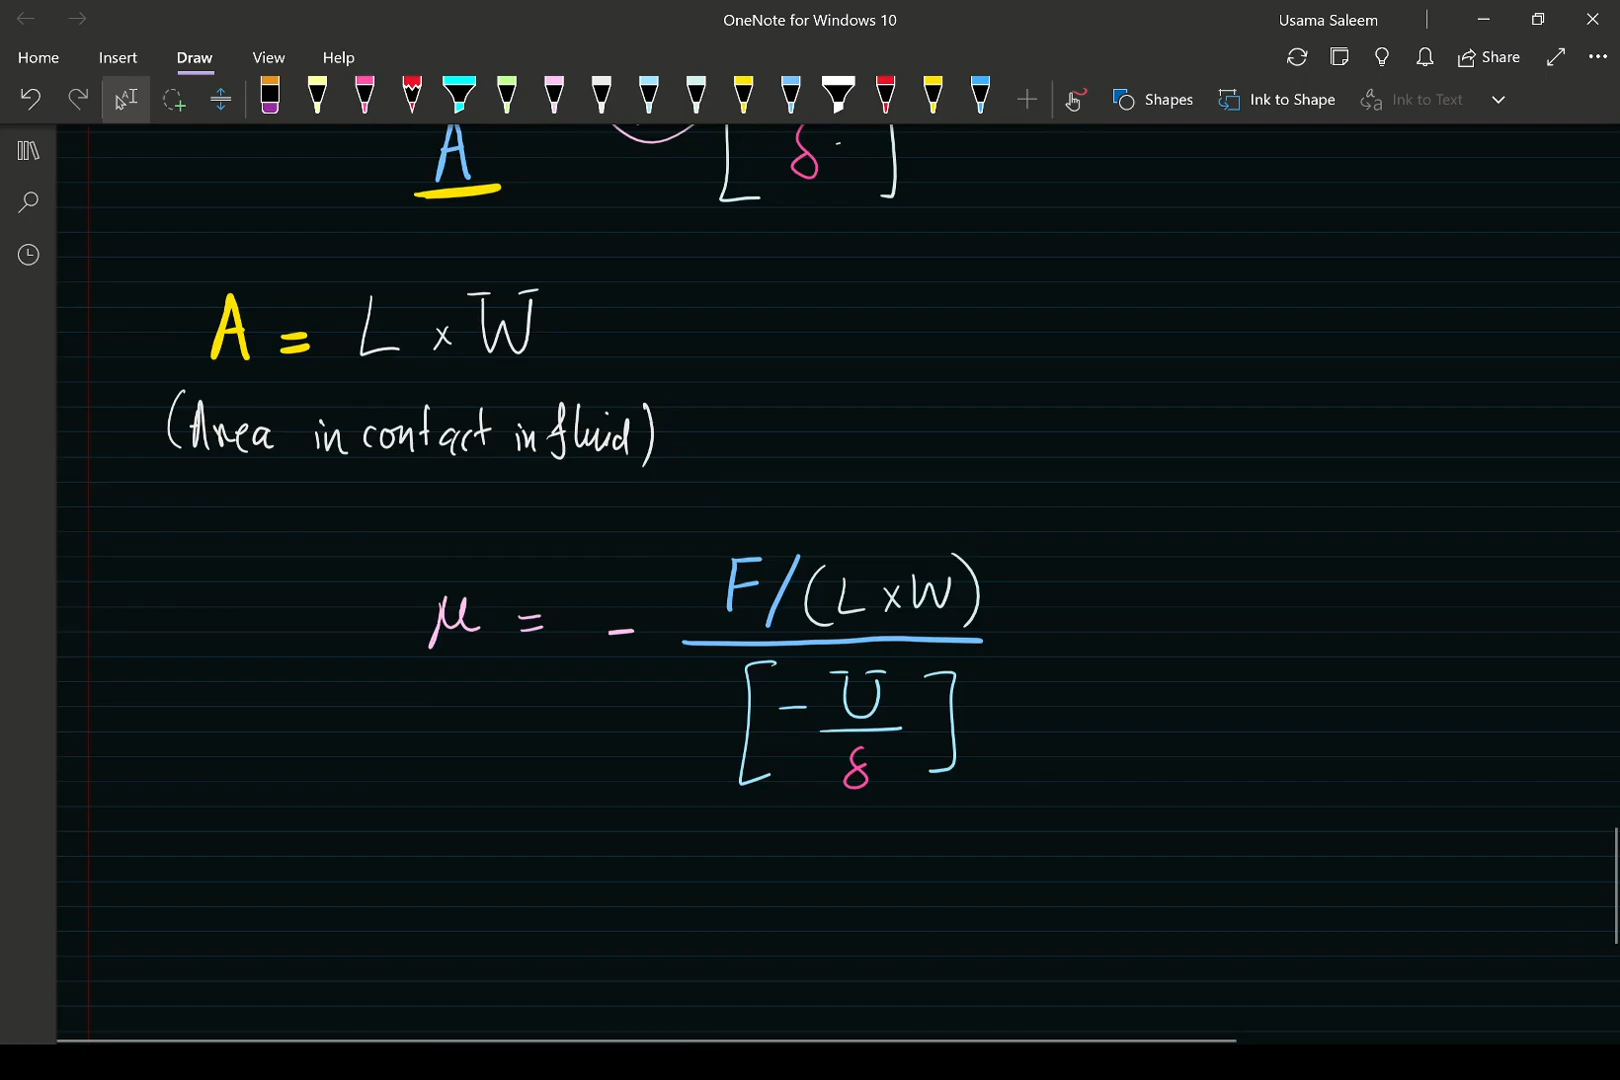 OneNote for Windows 10
Usama Saleem
Home Insert Draw View Help
Share
Shapes Ink to Shape Ink to Text
A [ δ ]
A = L × W
(Area in contact in fluid)
μ = - F/(L×W)
[ - U
δ ]